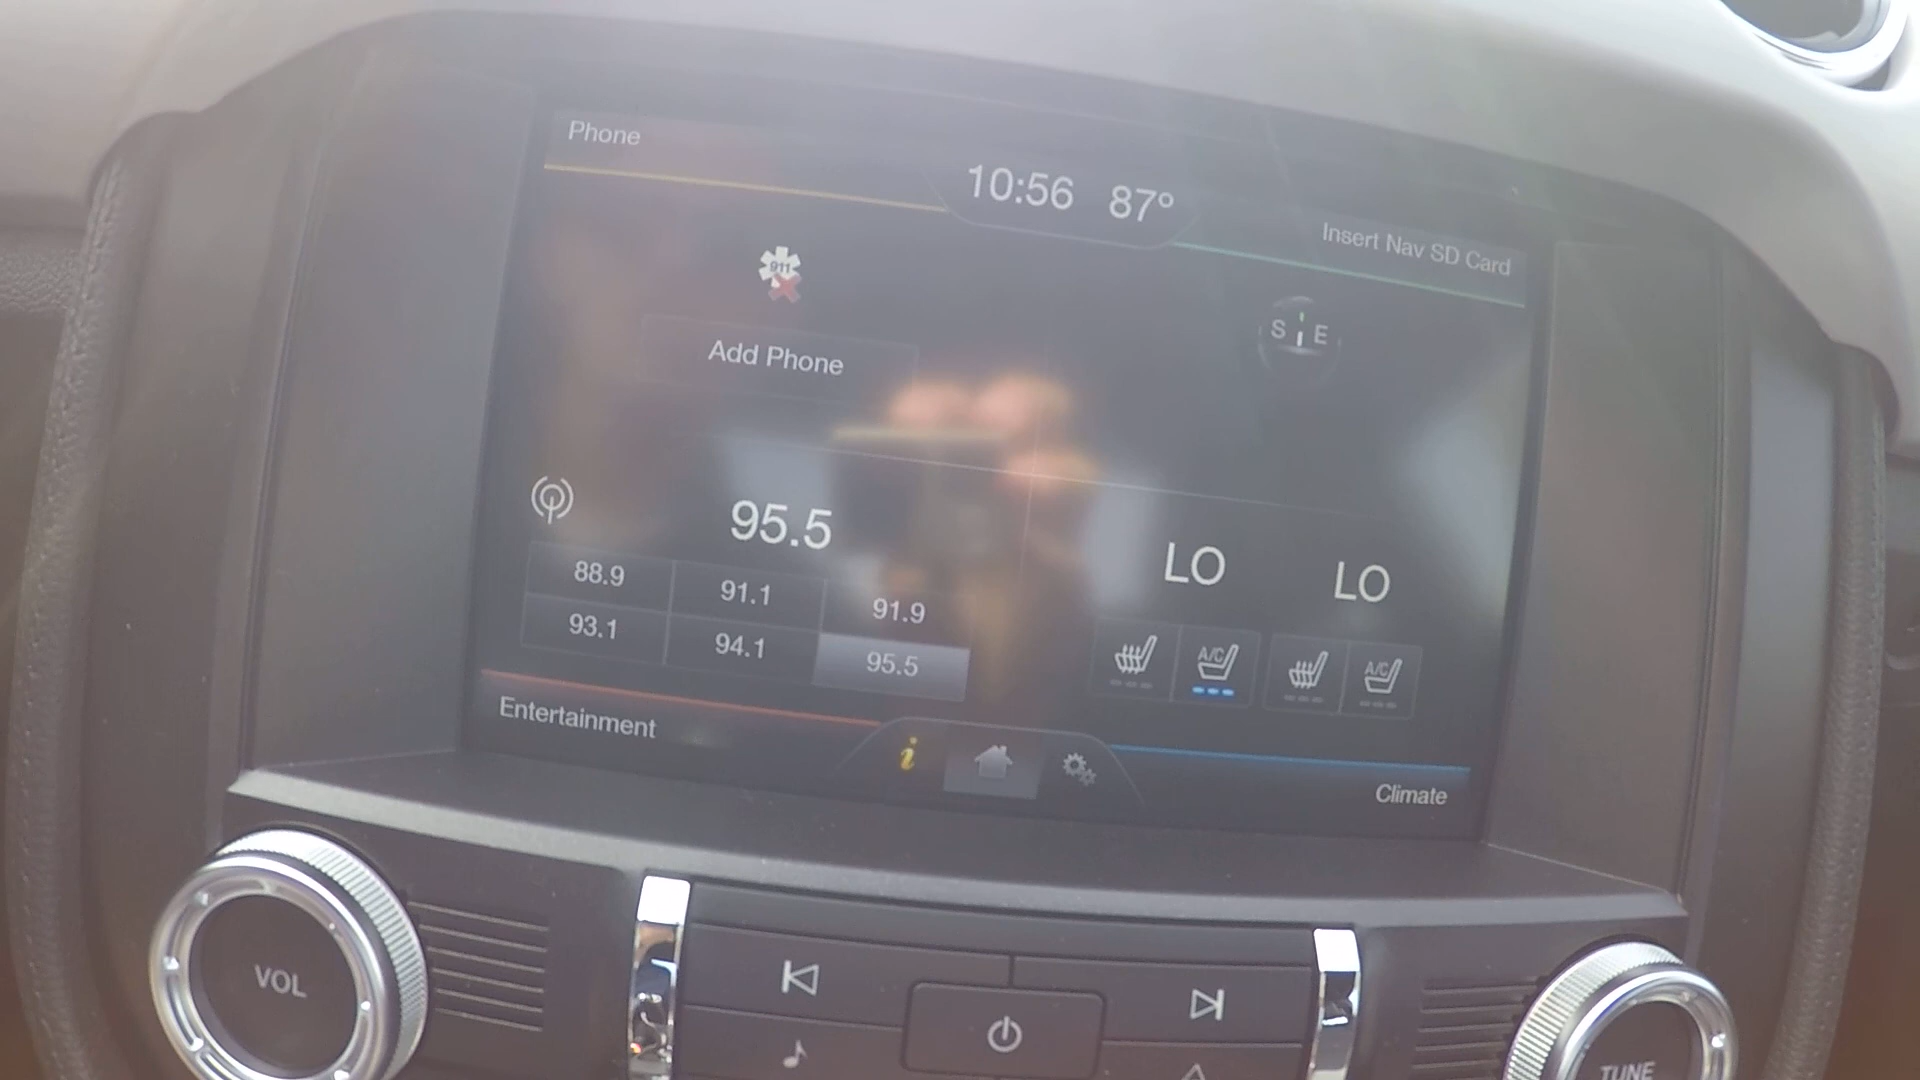 Phone
10:56 87°
Insert Nav SD Card
911
S E
Add Phone
95.5
LO LO
88.9 91.1 91.9
93.1 94.1 95.5
A/C A/C
Entertainment
i
Climate
VOL
TUNE